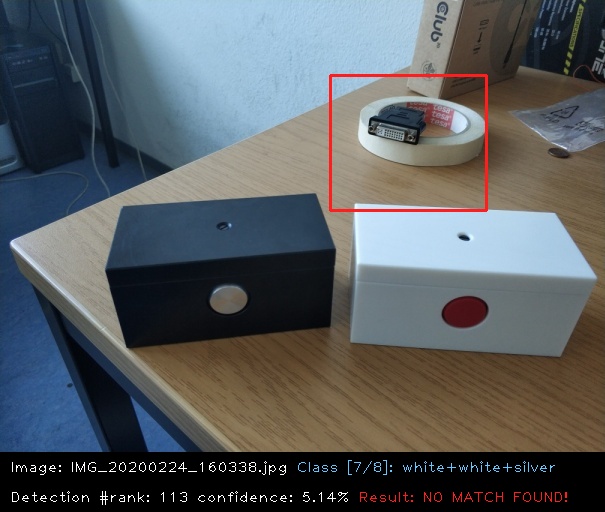 Club
tesa
Image: IMG_20200224_160338.jpg Class [7/8]: white+white+silver
Detection #rank: 113 confidence: 5.14% Result: NO MATCH FOUND!